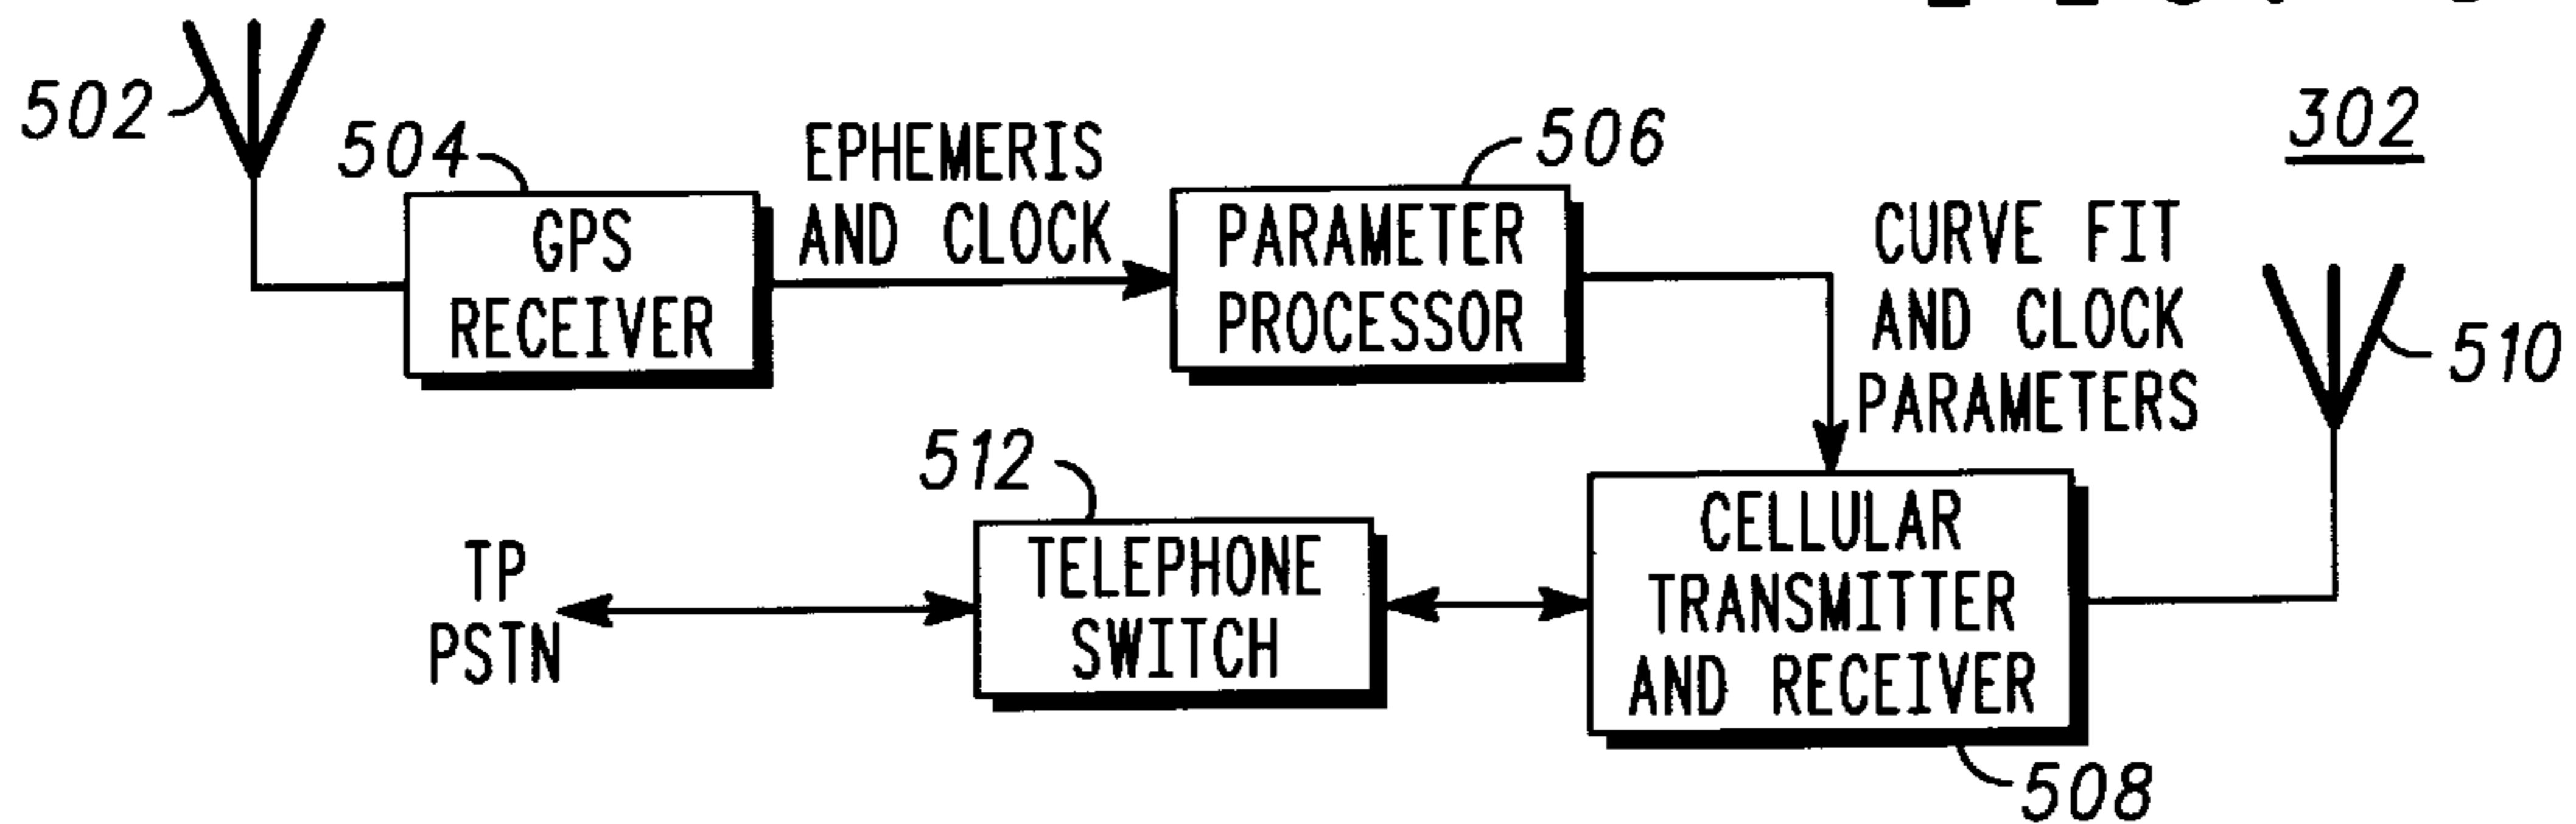 502
504
GPS
RECEIVER
EPHEMERIS
AND CLOCK
506
PARAMETER
PROCESSOR
302
CURVE FIT
AND CLOCK
PARAMETERS
510
512
TELEPHONE
SWITCH
TP
PSTN
CELLULAR
TRANSMITTER
AND RECEIVER
508